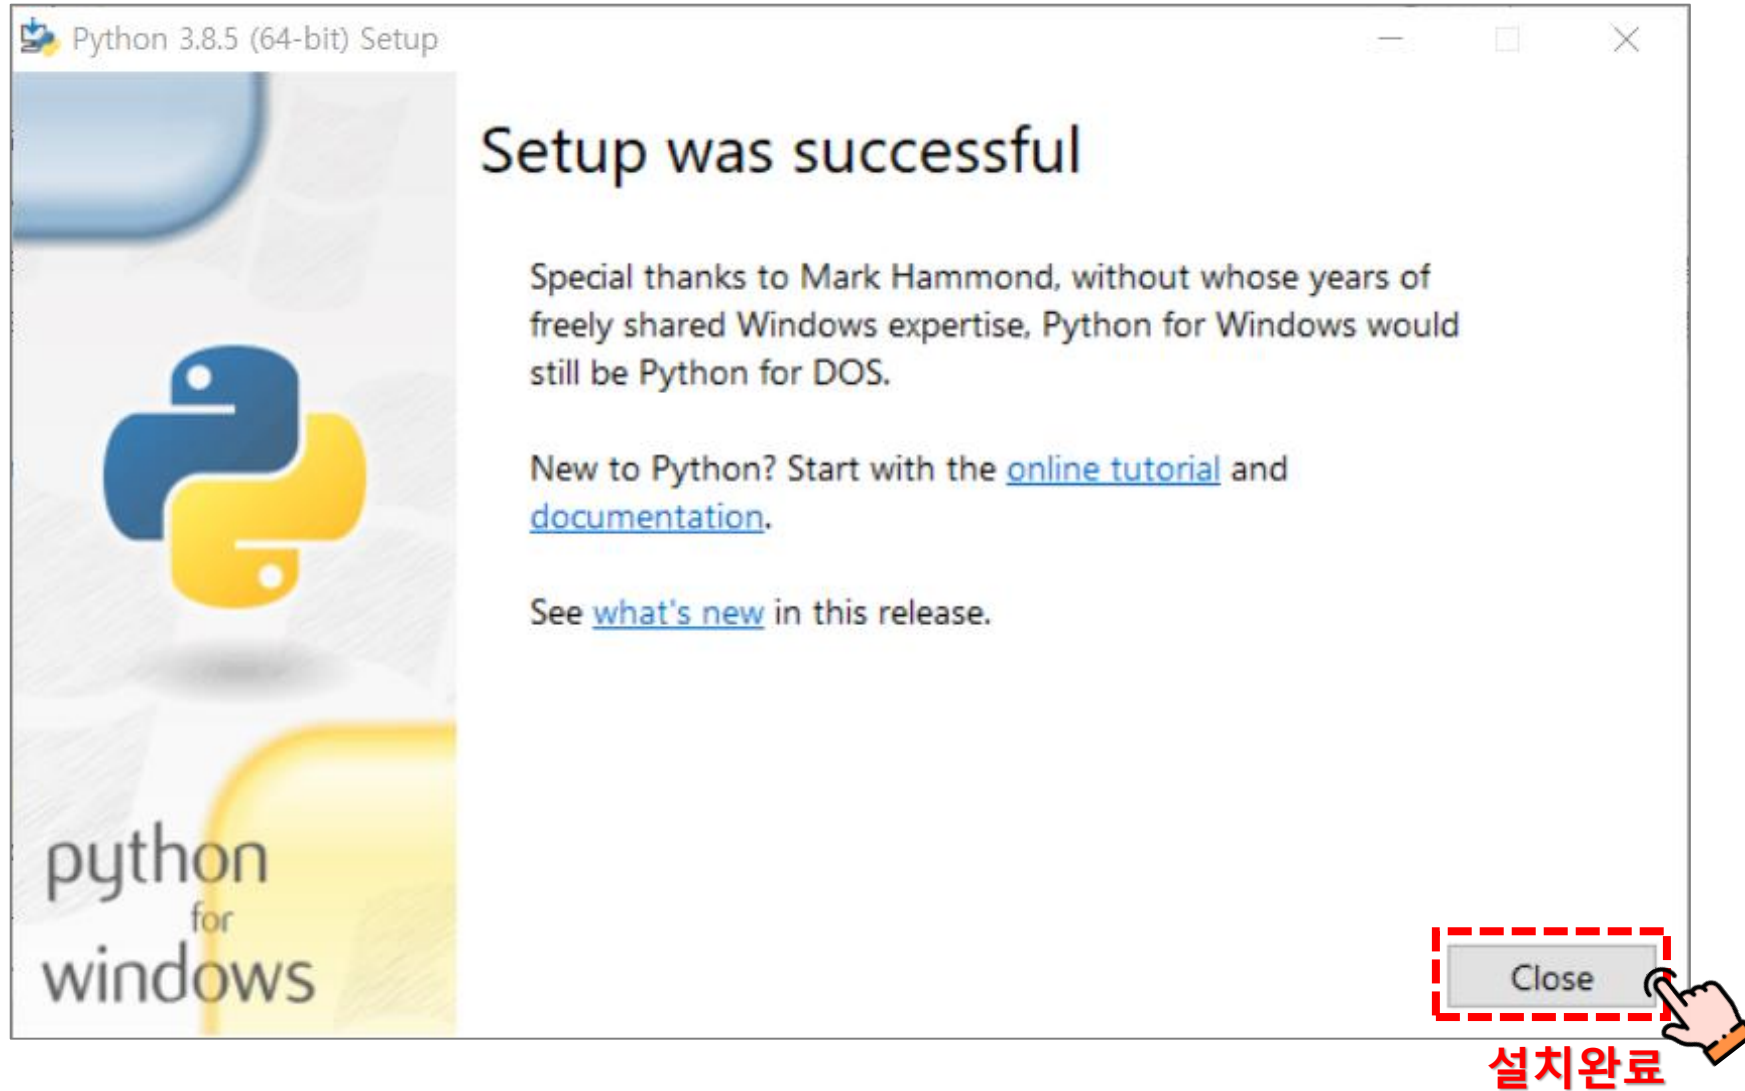 Python 3.8.5 (64-bit) Setup
Setup was successful
Special thanks to Mark Hammond, without whose years of
freely shared Windows expertise, Python for Windows would
still be Python for DOS.
New to Python? Start with the online tutorial and
documentation.
See what's new in this release.
python
for
windows
Close
설치완료